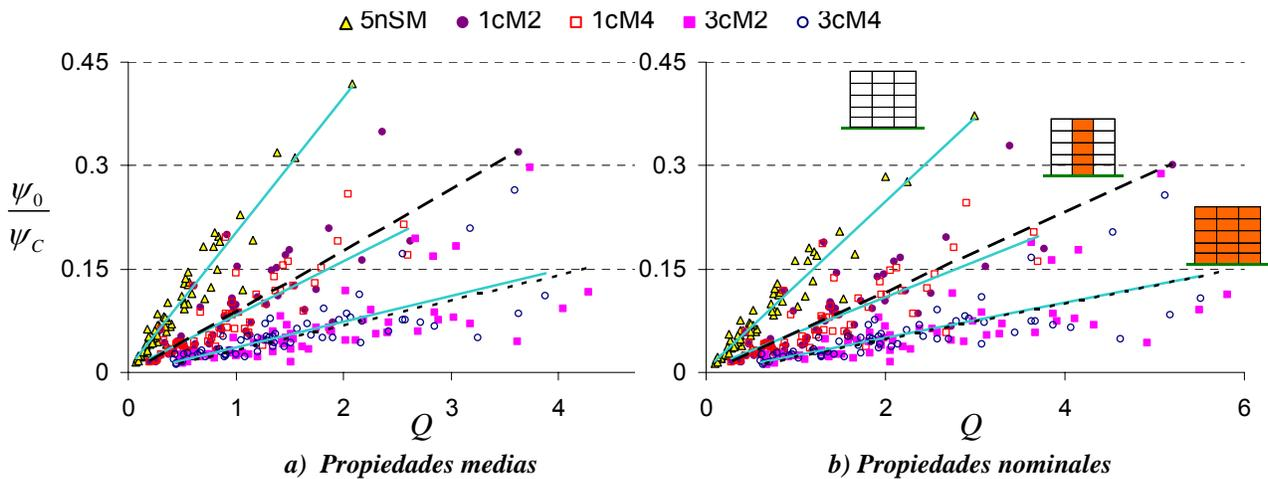 5nSM 1cM2 1cM4 3cM2 3cM4
0.45
0.3
0.15
0
ψ0
ψC
0 1 2 3 4
Q
a) Propiedades medias
0.45
0.3
0.15
0
0 2 4 6
Q
b) Propiedades nominales